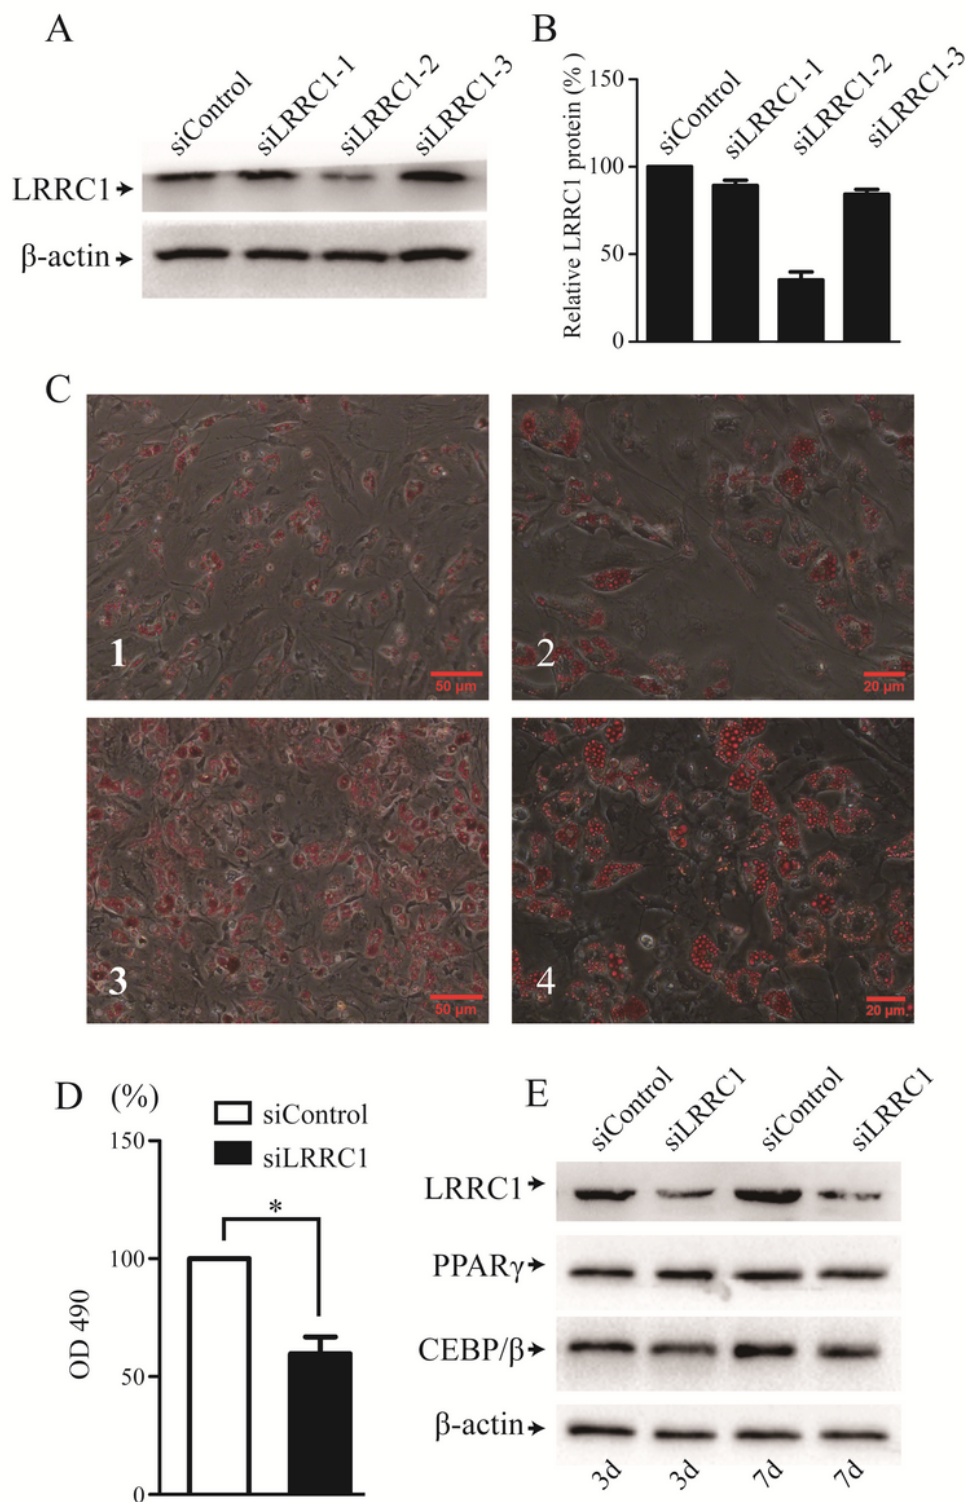 A
siControl
siLRRC1-1
siLRRC1-2
siLRRC1-3
LRRC1
β-actin
B
Relative LRRC1 protein (%)
150
100
50
0
siControl
siLRRC1-1
siLRRC1-2
siLRRC1-3
C
1
50 μm
2
20 μm
3
50 μm
4
20 μm
D
(%)
siControl
siLRRC1
OD 490
150
100
50
0
*
E
siControl
siLRRC1
siControl
siLRRC1
LRRC1
PPARγ
CEBP/β
β-actin
3d
3d
7d
7d